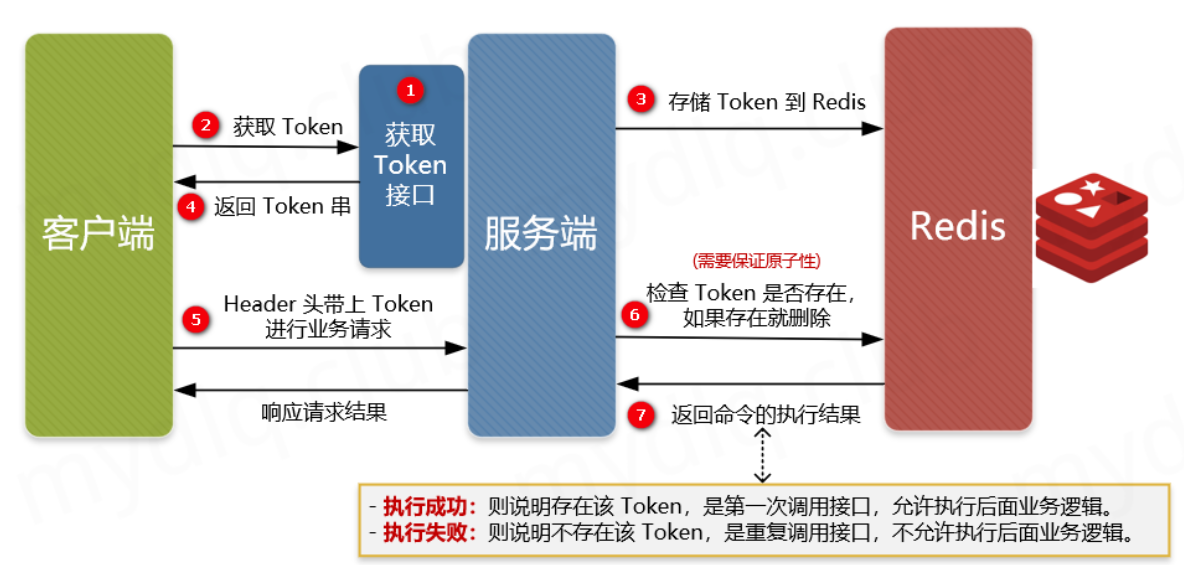 1
获取
Token
接口
2 获取 Token
3 存储 Token 到 Redis
4 返回 Token 串
客户端
服务端
Redis
(需要保证原子性)
5 Header 头带上 Token
进行业务请求
6 检查 Token 是否存在，
如果存在就删除
响应请求结果
7 返回命令的执行结果
- 执行成功：则说明存在该 Token，是第一次调用接口，允许执行后面业务逻辑。
- 执行失败：则说明不存在该 Token，是重复调用接口，不允许执行后面业务逻辑。
mydlq.club